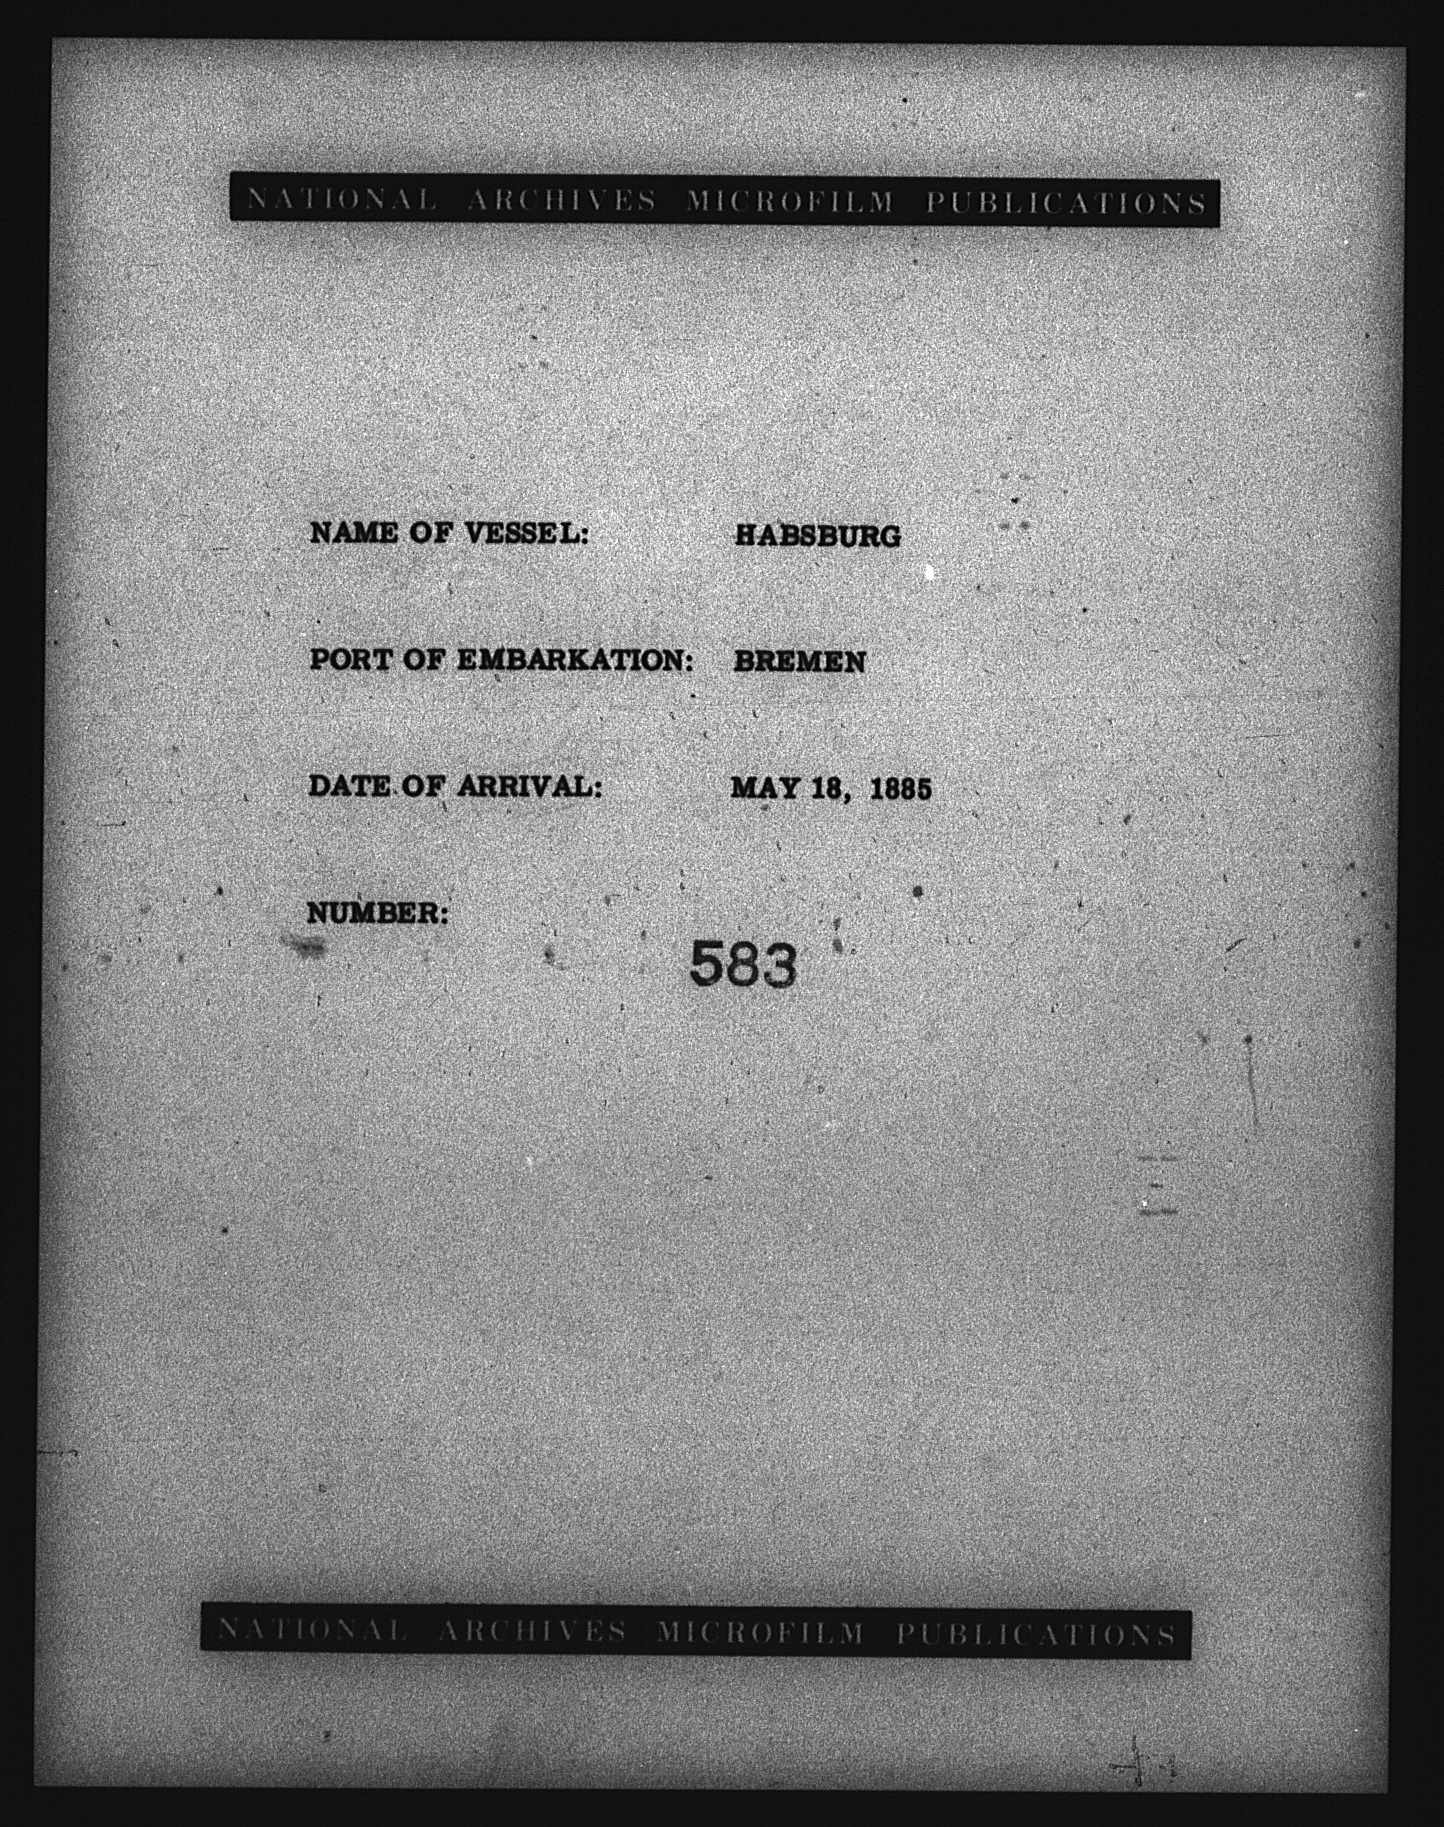 NATIONAL ARCHIVES MICROFILM PUBLICATIONS
NAME OF VESSEL: HABSBURG
PORT OF EMBARKATION: BREMEN
DATE OF ARRIVAL: MAY 18, 1885
NUMBER:
583
NATIONAL ARCHIVES MICROFILM PUBLICATIONS